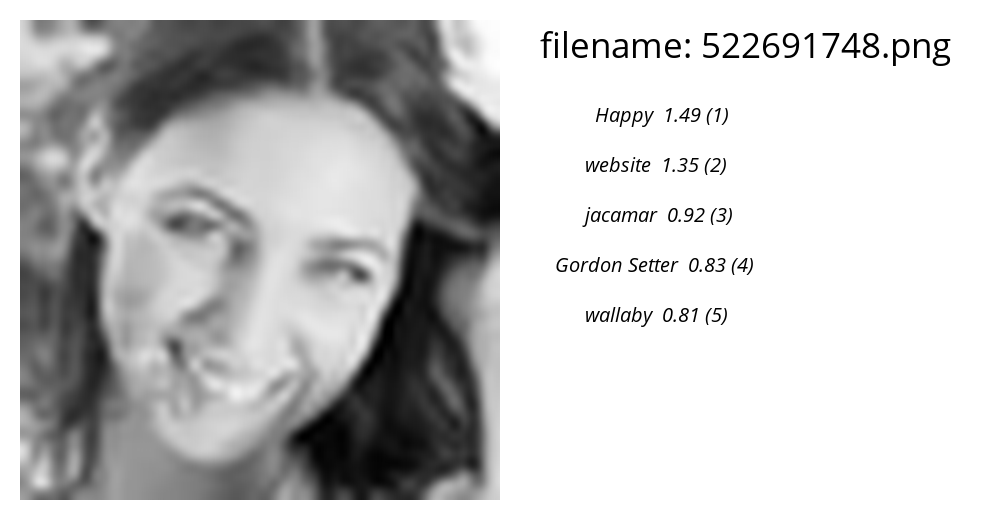 filename: 522691748.png
Happy 1.49 (1)
website 1.35 (2)
jacamar 0.92 (3)
Gordon Setter 0.83 (4)
wallaby 0.81 (5)